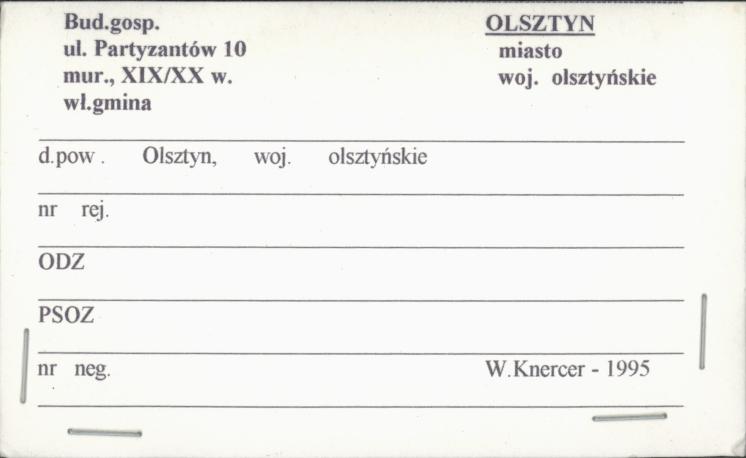 Bud.gosp.
ul. Partyzantów 10
mur., XIX/XX w.
wł.gmina
OLSZTYN
miasto
woj. olsztyńskie
d.pow . Olsztyn, woj. olsztyńskie
nr rej.
ODZ
PSOZ
nr neg. W.Knercer - 1995